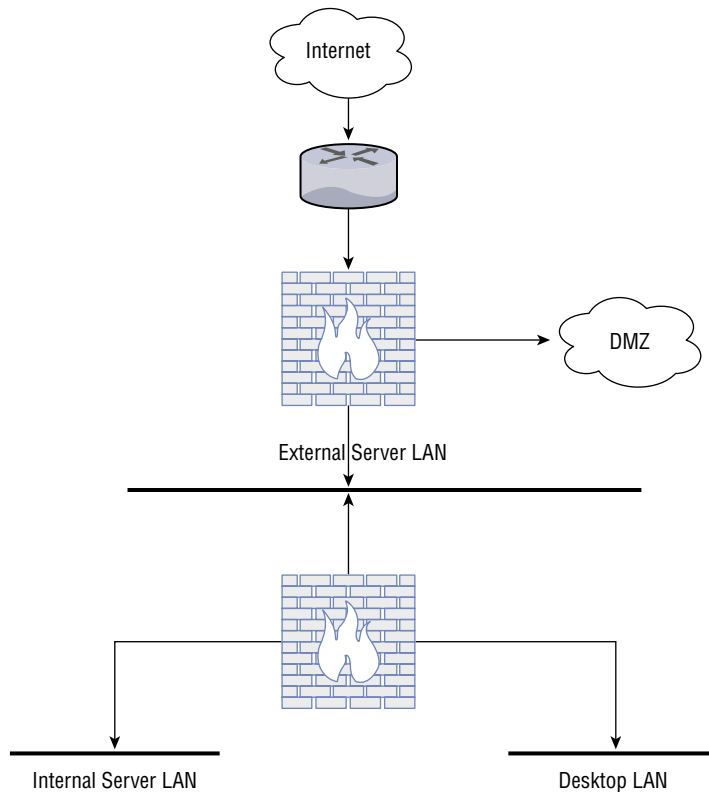 Internet
DMZ
External Server LAN
Internal Server LAN
Desktop LAN